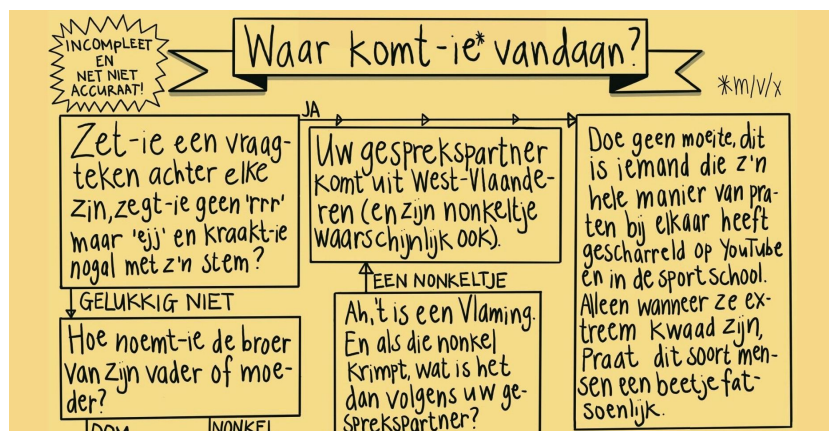 INCOMPLEET
EN
NET NIET
ACCURAAT!
Waar komt-ie* vandaan?
*m/v/x
Zet-ie een vraag-
teken achter elke
zin, zegt-ie geen 'rrr'
maar 'ejj' en kraakt-ie
nogal met z'n stem?
JA
Doe geen moeite, dit
is iemand die z'n
hele manier van pra-
ten bij elkaar heeft
gescharreld op YouTube
en in de sportschool.
Alleen wanneer ze ex-
treem kwaad zijn,
Praat dit soort men-
sen een beetje fat-
soenlijk.
GELUKKIG NIET
Hoe noemt-ie de broer
van zijn vader of moe-
der?
NONKEL
Ah, 't is een Vlaming.
En als die nonkel
krimpt, wat is het
dan volgens uw ge-
sprekspartner?
EEN NONKELTJE
Uw gesprekspartner
komt uit West-Vlaande-
ren (en zijn nonkeltje
waarschijnlijk ook).